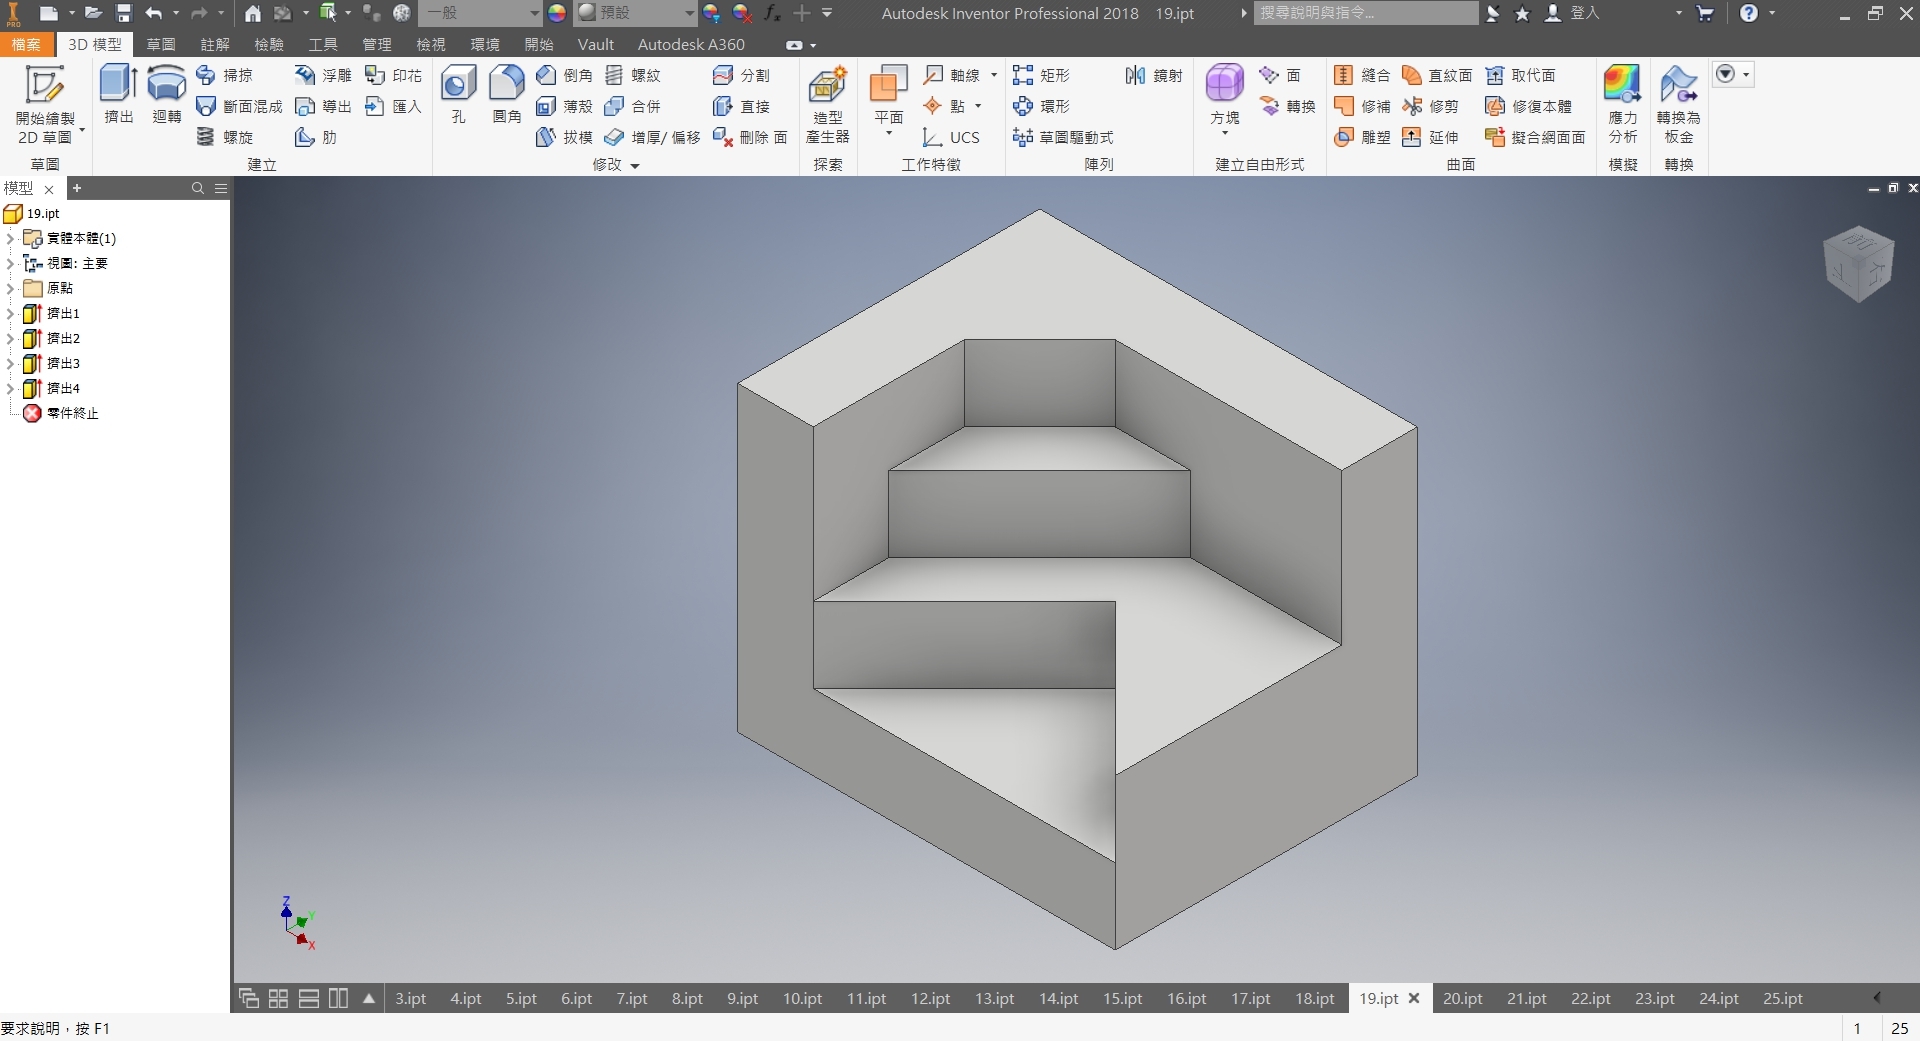 PRO
一般
預設
Autodesk Inventor Professional 2018 19.ipt
搜尋說明與指令...
登入
檔案 3D 模型 草圖 註解 檢驗 工具 管理 檢視 環境 開始 Vault Autodesk A360
開始繪製
2D 草圖
草圖
擠出
迴轉
掃掠
斷面混成
螺旋
浮雕
導出
肋
印花
匯入
建立
孔
圓角
倒角
薄殼
拔模
螺紋
合併
增厚/ 偏移
分割
直接
刪除 面
修改
造型
產生器
探索
平面
軸線
點
UCS
工作特徵
矩形
環形
草圖驅動式
鏡射
陣列
方塊
面
轉換
建立自由形式
縫合
修補
雕塑
直紋面
修剪
延伸
取代面
修復本體
擬合網面面
曲面
應力
分析
模擬
轉換為
板金
轉換
模型
19.ipt
實體本體(1)
視圖: 主要
原點
擠出1
擠出2
擠出3
擠出4
零件終止
Z
Y
X
3.ipt 4.ipt 5.ipt 6.ipt 7.ipt 8.ipt 9.ipt 10.ipt 11.ipt 12.ipt 13.ipt 14.ipt 15.ipt 16.ipt 17.ipt 18.ipt 19.ipt 20.ipt 21.ipt 22.ipt 23.ipt 24.ipt 25.ipt
要求說明，按 F1
1 25